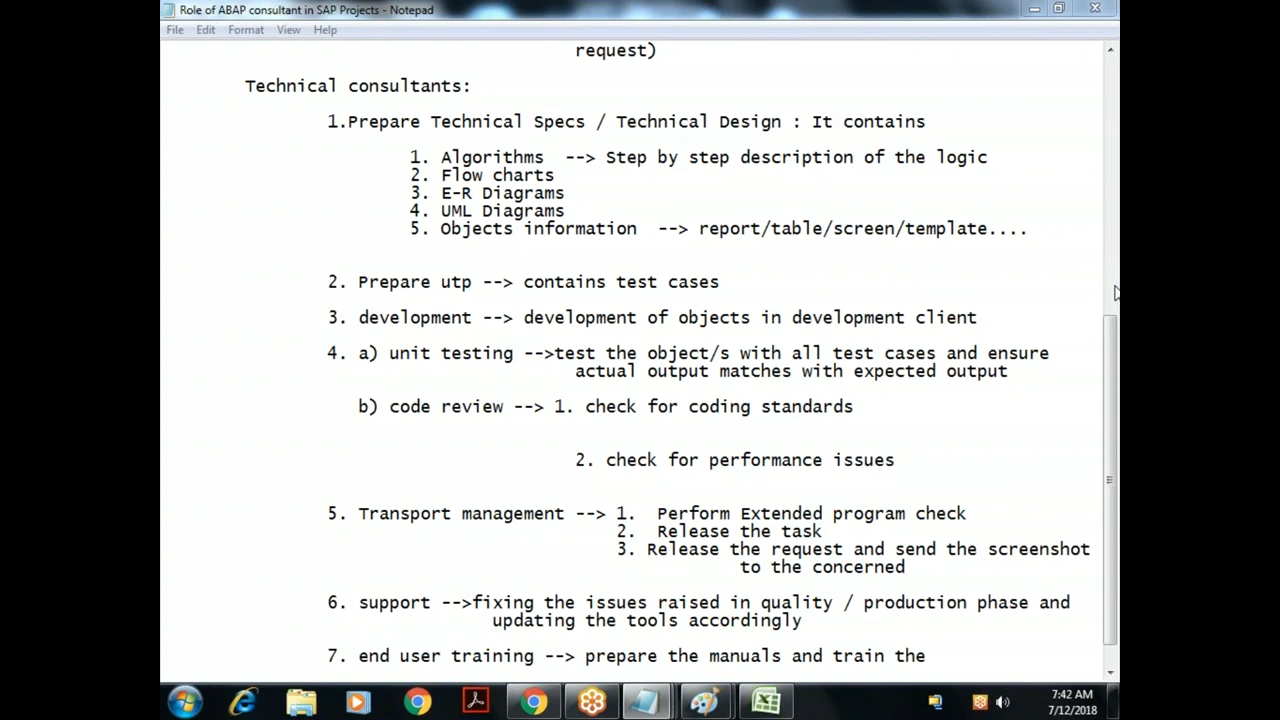 Role of ABAP consultant in SAP Projects - Notepad
File Edit Format View Help
request)
Technical consultants:
1.Prepare Technical Specs / Technical Design : It contains
1. Algorithms --> Step by step description of the logic
2. Flow charts
3. E-R Diagrams
4. UML Diagrams
5. Objects information --> report/table/screen/template....
2. Prepare utp --> contains test cases
3. development --> development of objects in development client
4. a) unit testing -->test the object/s with all test cases and ensure
actual output matches with expected output
b) code review --> 1. check for coding standards
2. check for performance issues
5. Transport management --> 1. Perform Extended program check
2. Release the task
3. Release the request and send the screenshot
to the concerned
6. support -->fixing the issues raised in quality / production phase and
updating the tools accordingly
7. end user training --> prepare the manuals and train the
7:42 AM
7/12/2018